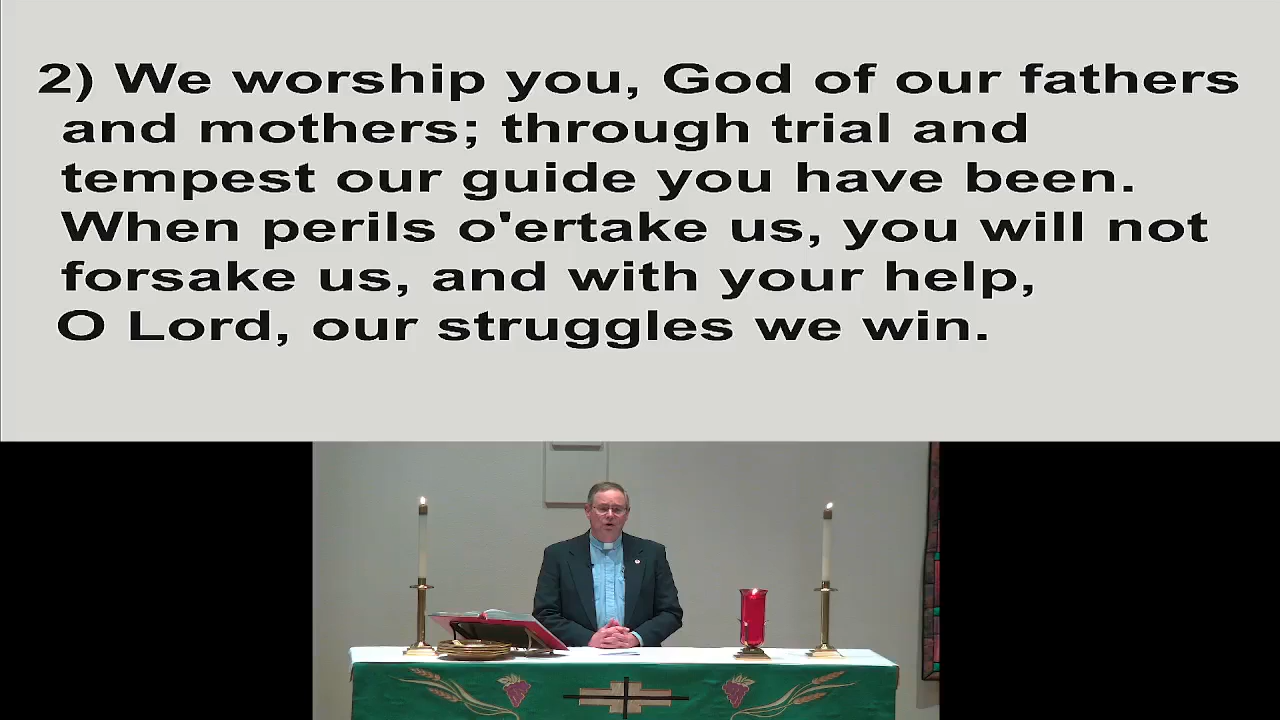 2) We worship you, God of our fathers
and mothers; through trial and
tempest our guide you have been.
When perils o'ertake us, you will not
forsake us, and with your help,
O Lord, our struggles we win.